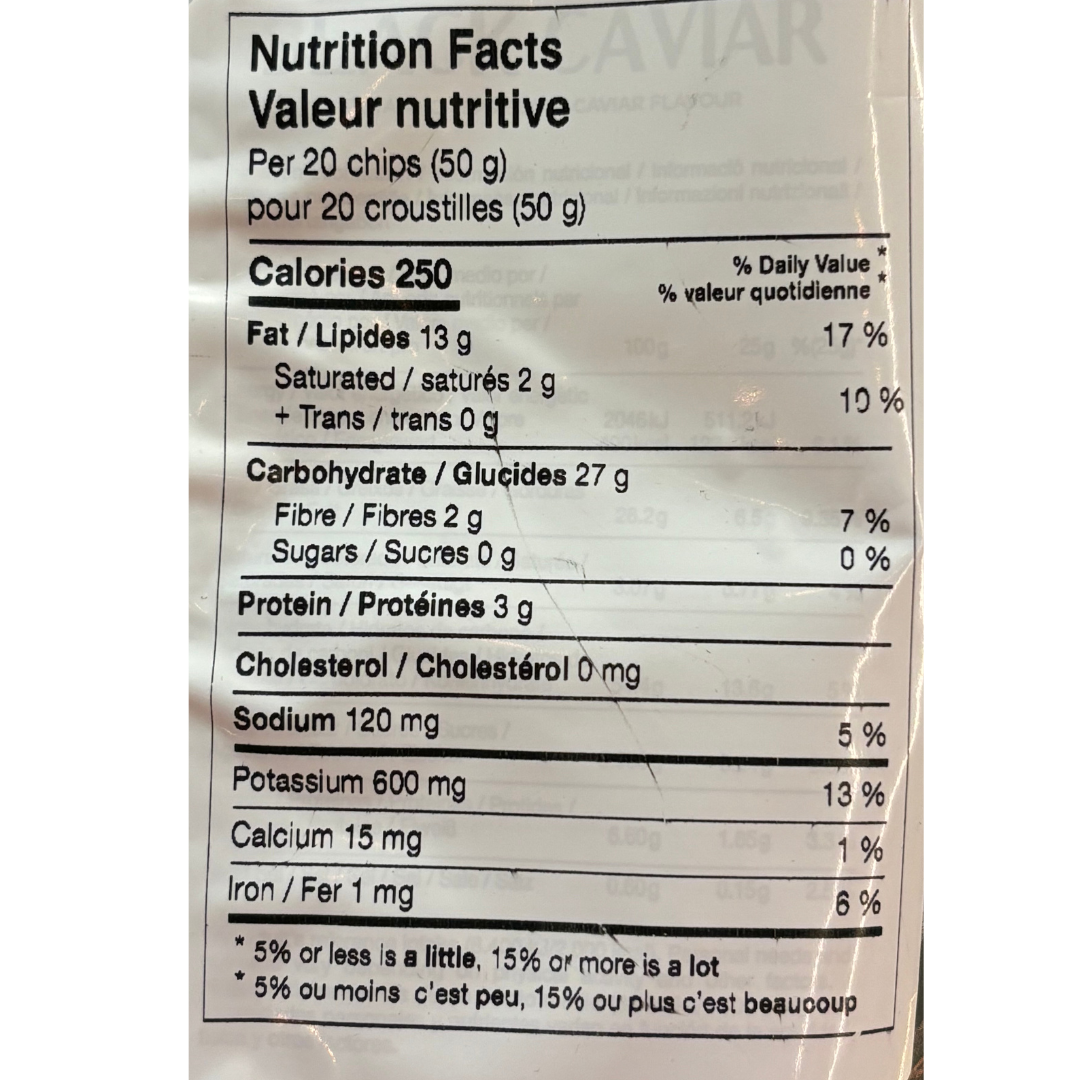 Nutrition Facts
Valeur nutritive
Per 20 chips (50 g)
pour 20 croustilles (50 g)
Calories 250
% Daily Value *
% valeur quotidienne *
Fat / Lipides 13 g 17 %
Saturated / saturés 2 g
+ Trans / trans 0 g 10 %
Carbohydrate / Glucides 27 g
Fibre / Fibres 2 g 7 %
Sugars / Sucres 0 g 0 %
Protein / Protéines 3 g
Cholesterol / Cholestérol 0 mg
Sodium 120 mg 5 %
Potassium 600 mg 13 %
Calcium 15 mg 1 %
Iron / Fer 1 mg 6 %
* 5% or less is a little, 15% or more is a lot
* 5% ou moins c'est peu, 15% ou plus c'est beaucoup